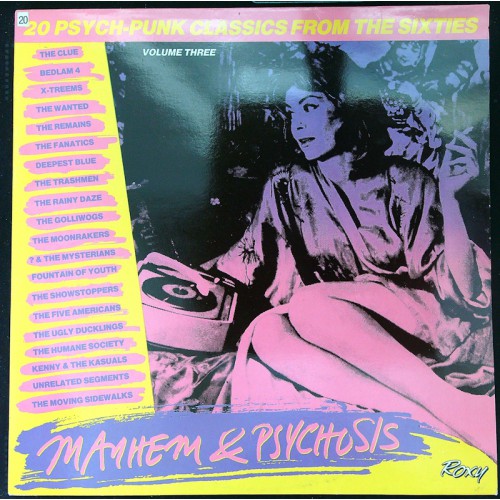 20
20 PSYCH-PUNK CLASSICS FROM THE SIXTIES
VOLUME THREE
THE CLUE
BEDLAM 4
X-TREEMS
THE WANTED
THE REMAINS
THE FANATICS
DEEPEST BLUE
THE TRASHMEN
THE RAINY DAZE
THE GOLLIWOGS
THE MOONRAKERS
? & THE MYSTERIANS
FOUNTAIN OF YOUTH
THE SHOWSTOPPERS
THE FIVE AMERICANS
THE UGLY DUCKLINGS
THE HUMANE SOCIETY
KENNY & THE KASUALS
UNRELATED SEGMENTS
THE MOVING SIDEWALKS
MAYHEM & PSYCHOSIS
ROXY